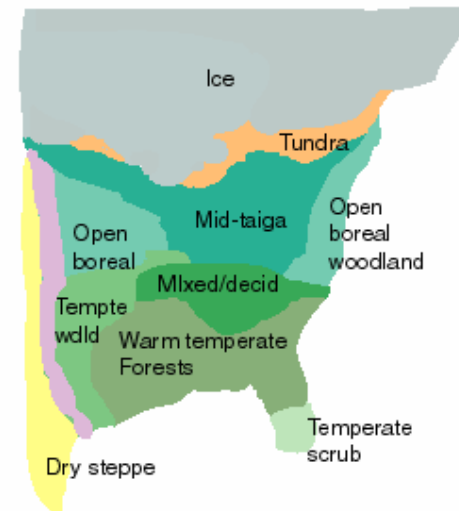 Ice
Tundra
Mid-taiga
Open
boreal
Open
boreal
woodland
MIxed/decid
Tempte
wdld
Warm temperate
Forests
Temperate
scrub
Dry steppe